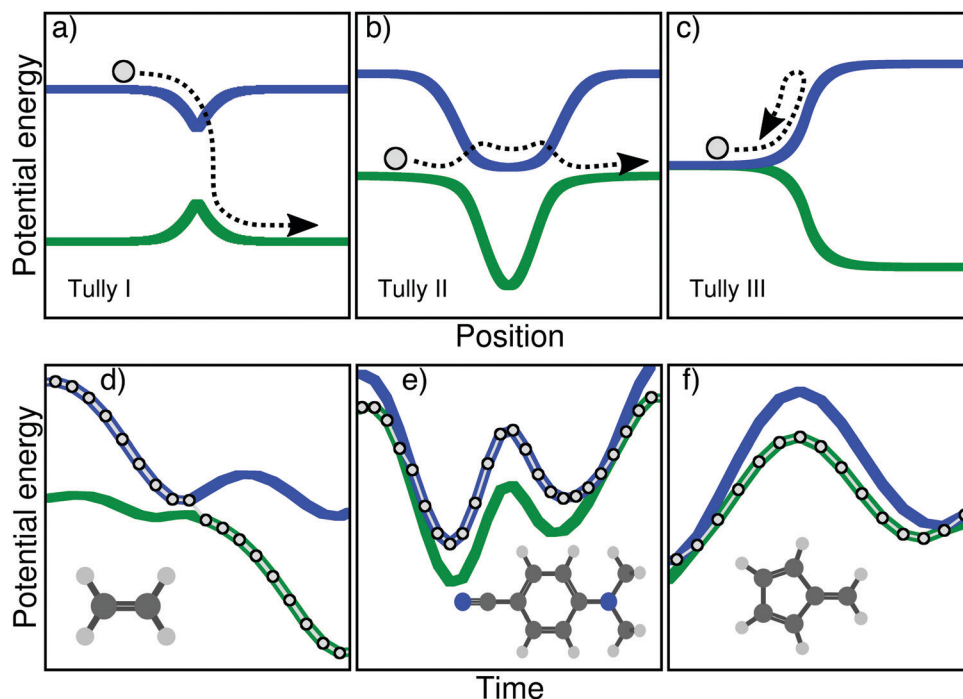 a)
b)
c)
Potential energy
Tully I
Tully II
Tully III
Position
d)
e)
f)
Potential energy
Time